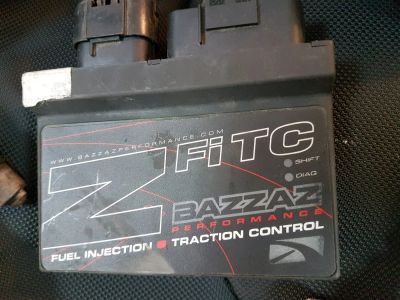 WWW.BAZZAZPERFORMANCE.COM
Z Fi TC
SHIFT
DIAG
BAZZAZ
PERFORMANCE
FUEL INJECTION TRACTION CONTROL